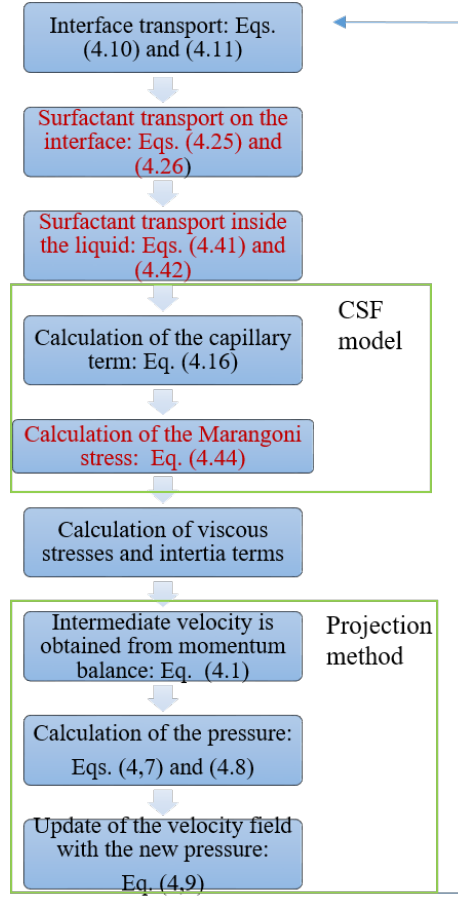 Interface transport: Eqs.
(4.10) and (4.11)
Surfactant transport on the
interface: Eqs. (4.25) and
(4.26)
Surfactant transport inside
the liquid: Eqs. (4.41) and
(4.42)
CSF
model
Calculation of the capillary
term: Eq. (4.16)
Calculation of the Marangoni
stress:  Eq. (4.44)
Calculation of viscous
stresses and intertia terms
Projection
method
Intermediate velocity is
obtained from momentum
balance: Eq.  (4.1)
Calculation of the pressure:
Eqs. (4,7) and (4.8)
Update of the velocity field
with the new pressure:
Eq. (4,9)